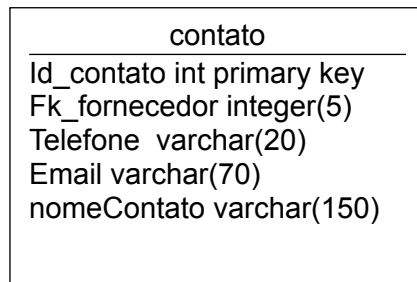 contato
Id_contato int primary key
Fk_fornecedor integer(5)
Telefone  varchar(20)
Email varchar(70)
nomeContato varchar(150)